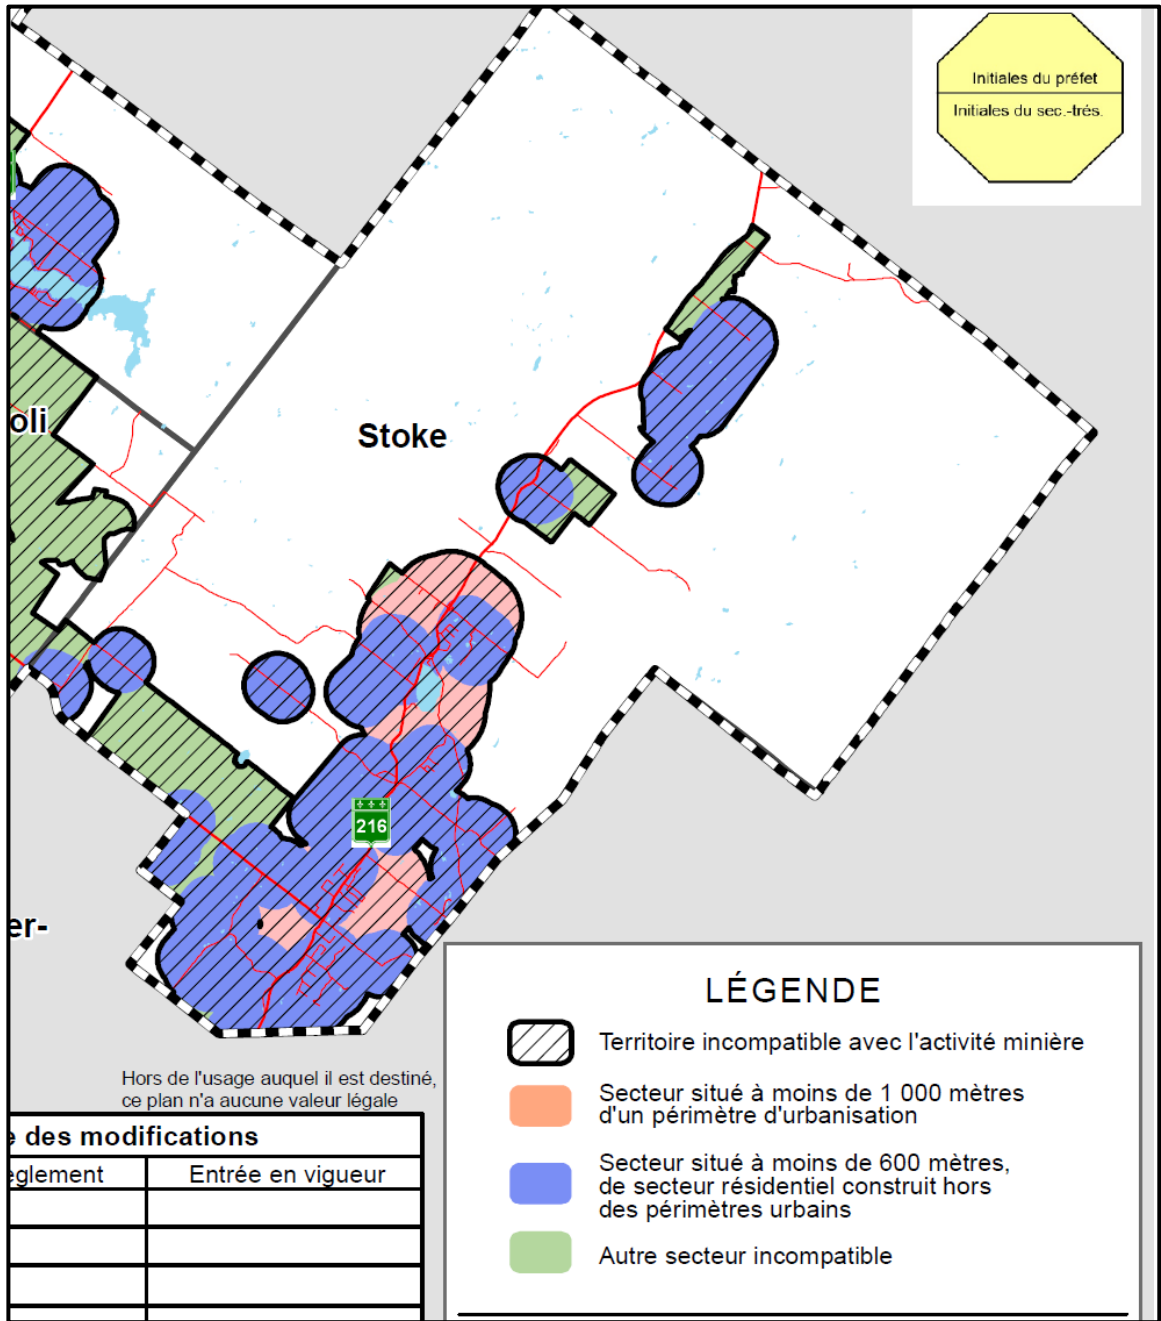 Initiales du préfet
Initiales du sec.-trés.
oli
Stoke
216
er-
Hors de l'usage auquel il est destiné,
ce plan n'a aucune valeur légale
e des modifications
èglement Entrée en vigueur
LÉGENDE
Territoire incompatible avec l'activité minière
Secteur situé à moins de 1 000 mètres
d'un périmètre d'urbanisation
Secteur situé à moins de 600 mètres,
de secteur résidentiel construit hors
des périmètres urbains
Autre secteur incompatible